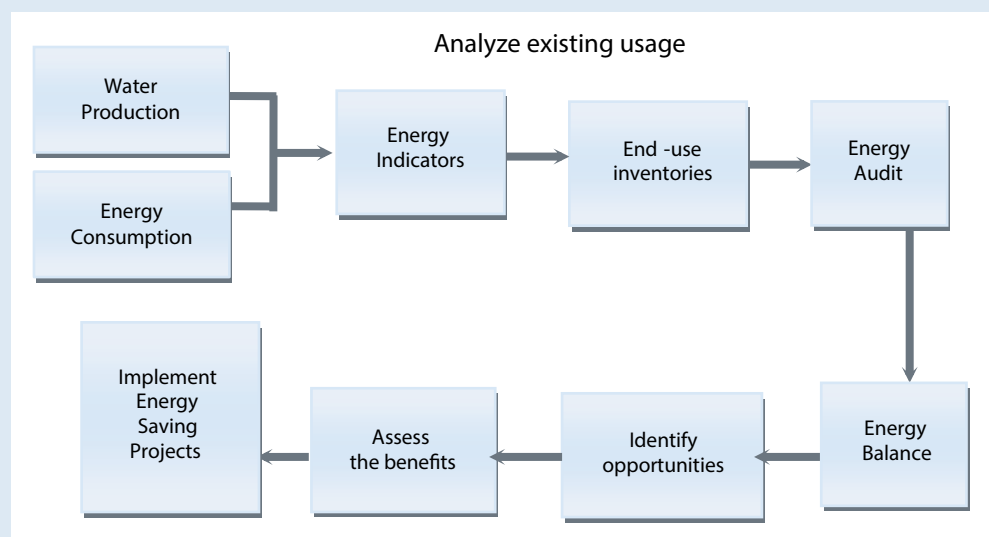 Analyze existing usage
Water
Production
Energy
Consumption
Energy
Indicators
End -use
inventories
Energy
Audit
Energy
Balance
Identify
opportunities
Assess
the benefits
Implement
Energy
Saving
Projects